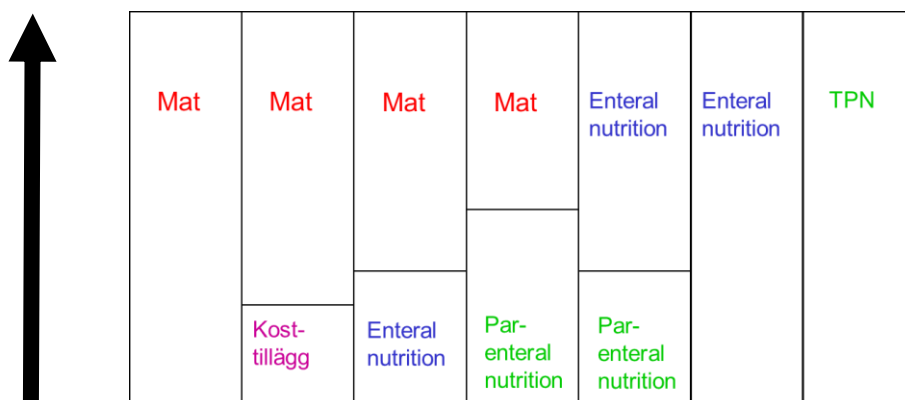 Mat
Mat
Mat
Mat
Enteral
nutrition
Enteral
nutrition
TPN
Kost-
tillägg
Enteral
nutrition
Par-
enteral
nutrition
Par-
enteral
nutrition